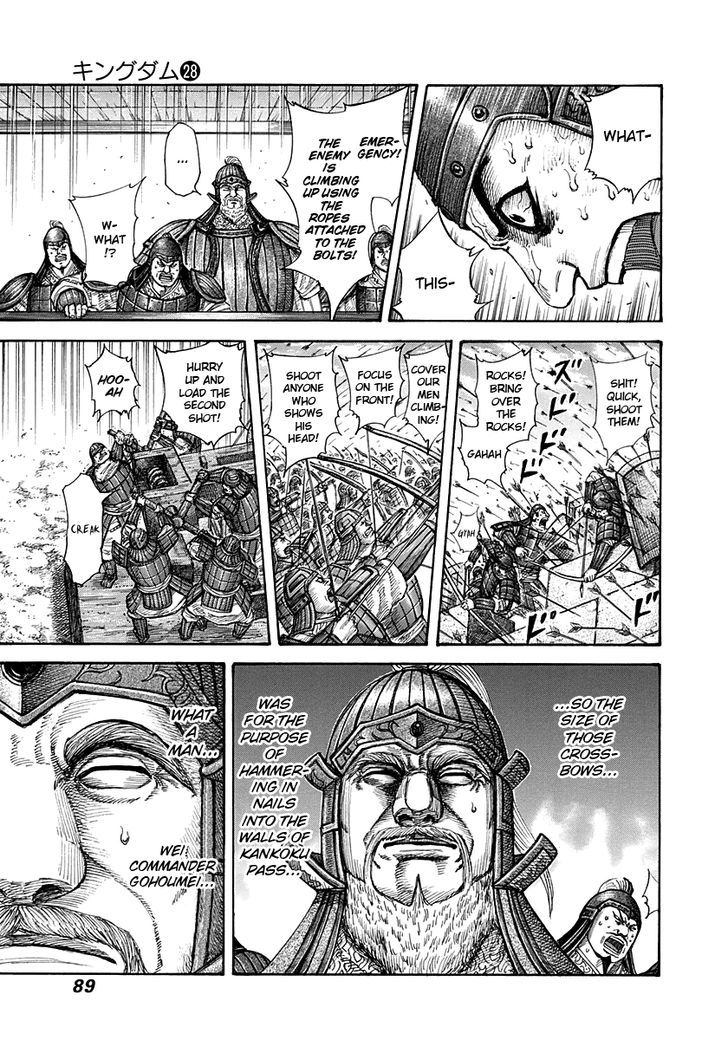 キングダム28
WHAT-
THIS-
EMER-
GENCY!
THE
ENEMY
IS
CLIMBING
UP USING
THE
ROPES
ATTACHED
TO THE
BOLTS!
...
W-
WHAT
!?
SHIT!
QUICK,
SHOOT
THEM!
ズ
ド
ド
ド
ROCKS!
BRING
OVER
THE
ROCKS!
GAHAH
GYAH
COVER
OUR
MEN
CLIMB-
ING!
FOCUS
ON THE
FRONT!
SHOOT
ANYONE
WHO
SHOWS
HIS
HEAD!
HURRY
UP AND
LOAD THE
SECOND
SHOT!
HOO-
AH
CREAK
...SO THE
SIZE OF
THOSE
CROSS-
BOWS...
WAS
FOR THE
PURPOSE
OF
HAMMER-
ING IN
NAILS
INTO THE
WALLS OF
KANKOKU
PASS...
WHAT
A
MAN...
WEI
COMMANDER
GOHOUMEI...
89